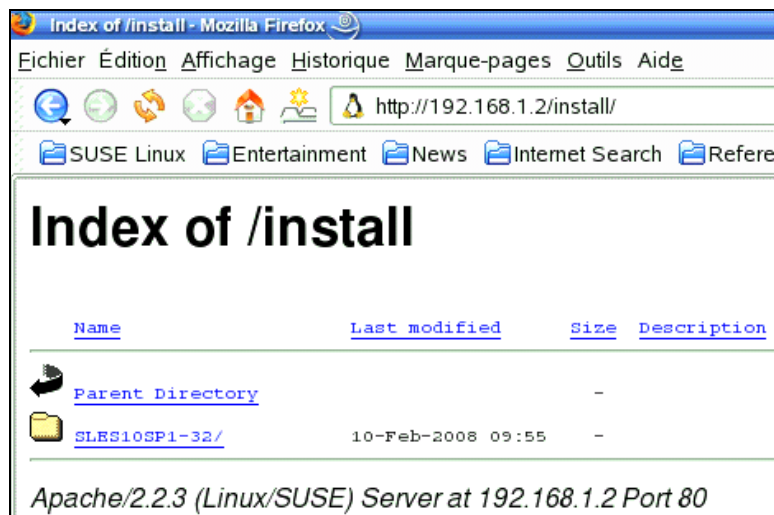 Index of /install - Mozilla Firefox
Fichier Édition Affichage Historique Marque-pages Outils Aide
http://192.168.1.2/install/
SUSE Linux Entertainment News Internet Search Refere
Index of /install
Name Last modified Size Description
Parent Directory -
SLES10SP1-32/ 10-Feb-2008 09:55 -
Apache/2.2.3 (Linux/SUSE) Server at 192.168.1.2 Port 80